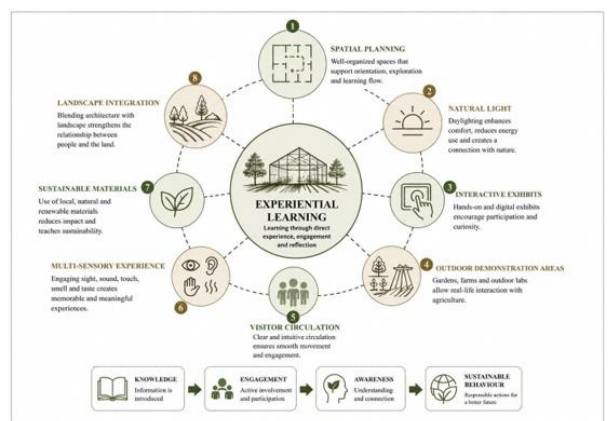 1
SPATIAL PLANNING
Well-organized spaces that
support orientation, exploration
and learning flow.
2
NATURAL LIGHT
Daylighting enhances
comfort, reduces energy
use and creates a
connection with nature.
3
INTERACTIVE EXHIBITS
Hands-on and digital exhibits
encourage participation and
curiosity.
4
OUTDOOR DEMONSTRATION AREAS
Gardens, farms and outdoor labs
allow real-life interaction with
agriculture.
5
VISITOR CIRCULATION
Clear and intuitive circulation
ensures smooth movement
and engagement.
6
MULTI-SENSORY EXPERIENCE
Engaging sight, sound, touch,
smell and taste creates
memorable and meaningful
experiences.
7
SUSTAINABLE MATERIALS
Use of local, natural and
renewable materials
reduces impact and
teaches sustainability.
8
LANDSCAPE INTEGRATION
Blending architecture with
landscape strengthens the
relationship between
people and the land.
EXPERIENTIAL
LEARNING
Learning through direct
experience, engagement
and reflection
KNOWLEDGE
Information is
introduced
ENGAGEMENT
Active involvement
and participation
AWARENESS
Understanding
and connection
SUSTAINABLE
BEHAVIOUR
Responsible actions for
a better future